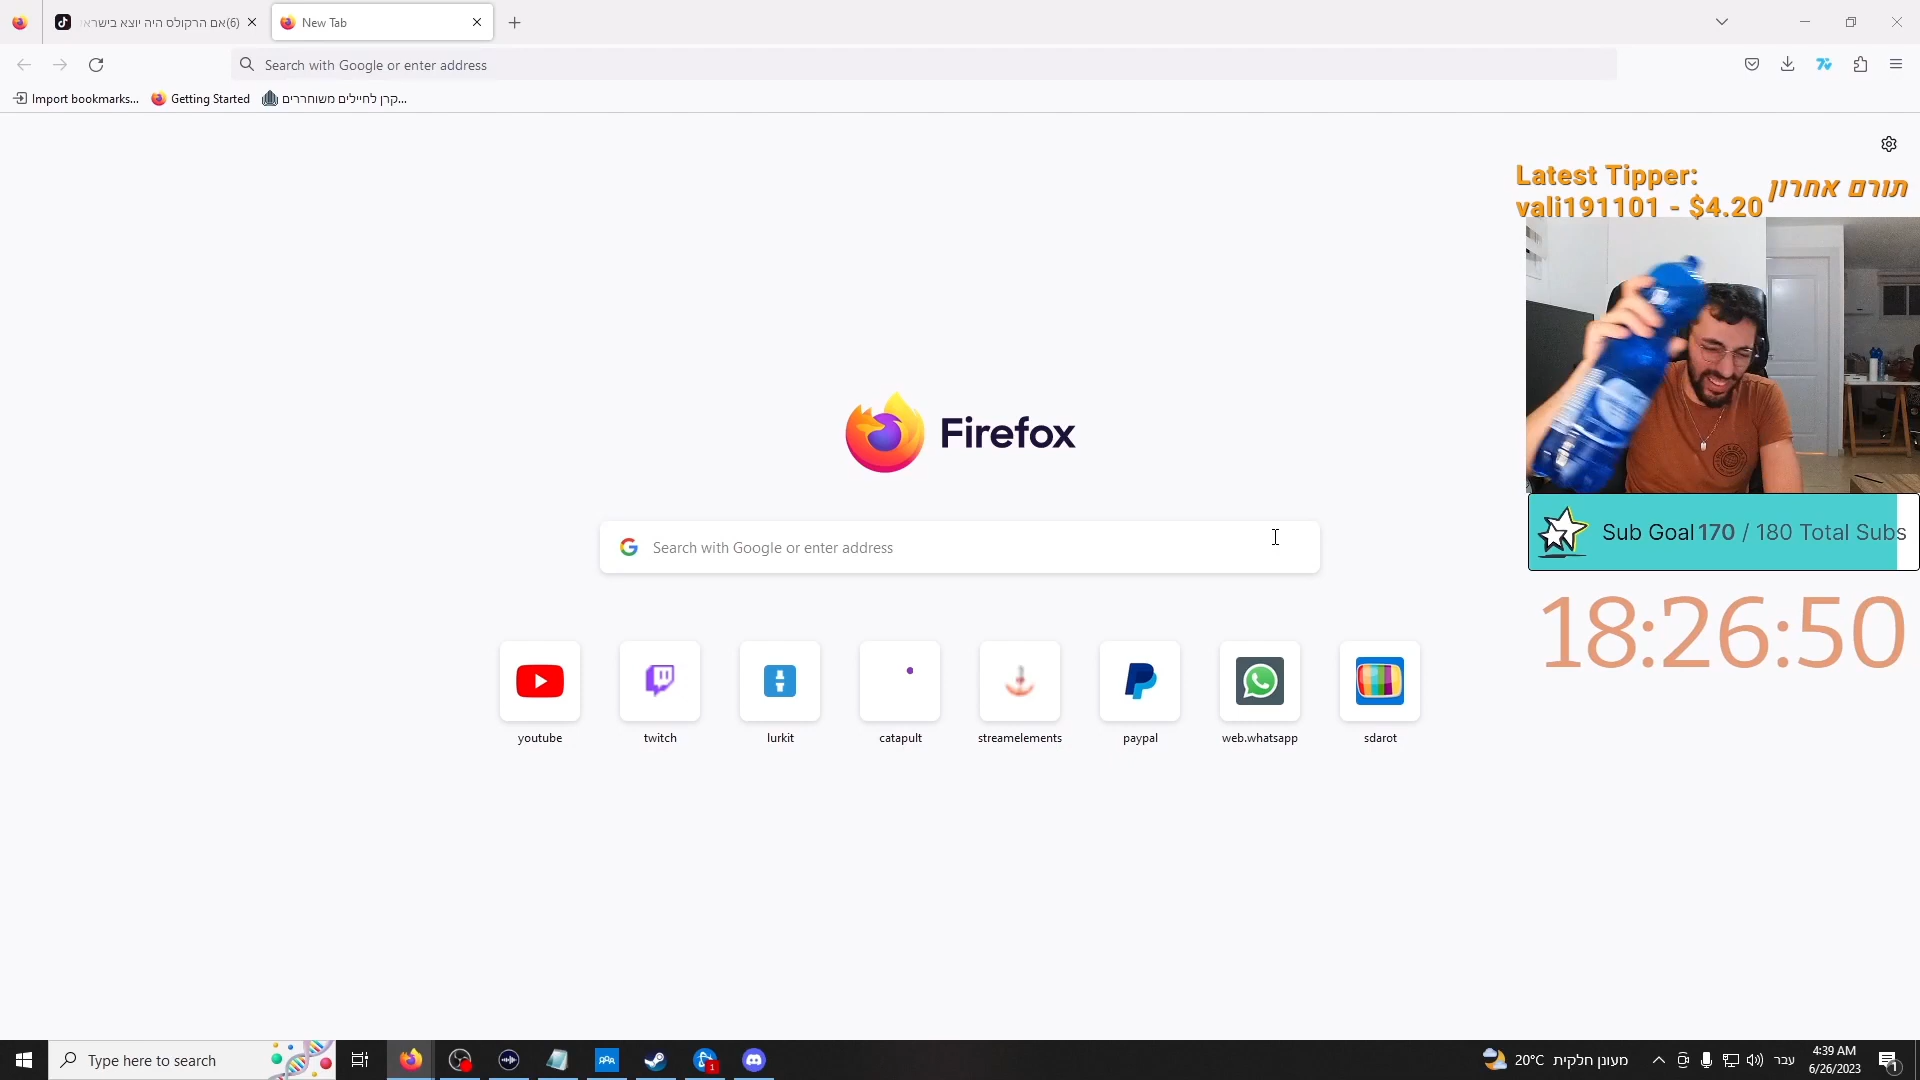 (6)אם הרקולס היה יוצא בישרא
New Tab
Search with Google or enter address
Import bookmarks...
Getting Started
קרן לחיילים משוחררים...
Latest Tipper:
vali191101 - $4.20
תורם אחרון
Firefox
Search with Google or enter address
Sub Goal 170 / 180 Total Subs
18:26:50
youtube
twitch
lurkit
catapult
streamelements
paypal
web.whatsapp
sdarot
Type here to search
1
20°C מעונן חלקית
עבר
4:39 AM
6/26/2023
1